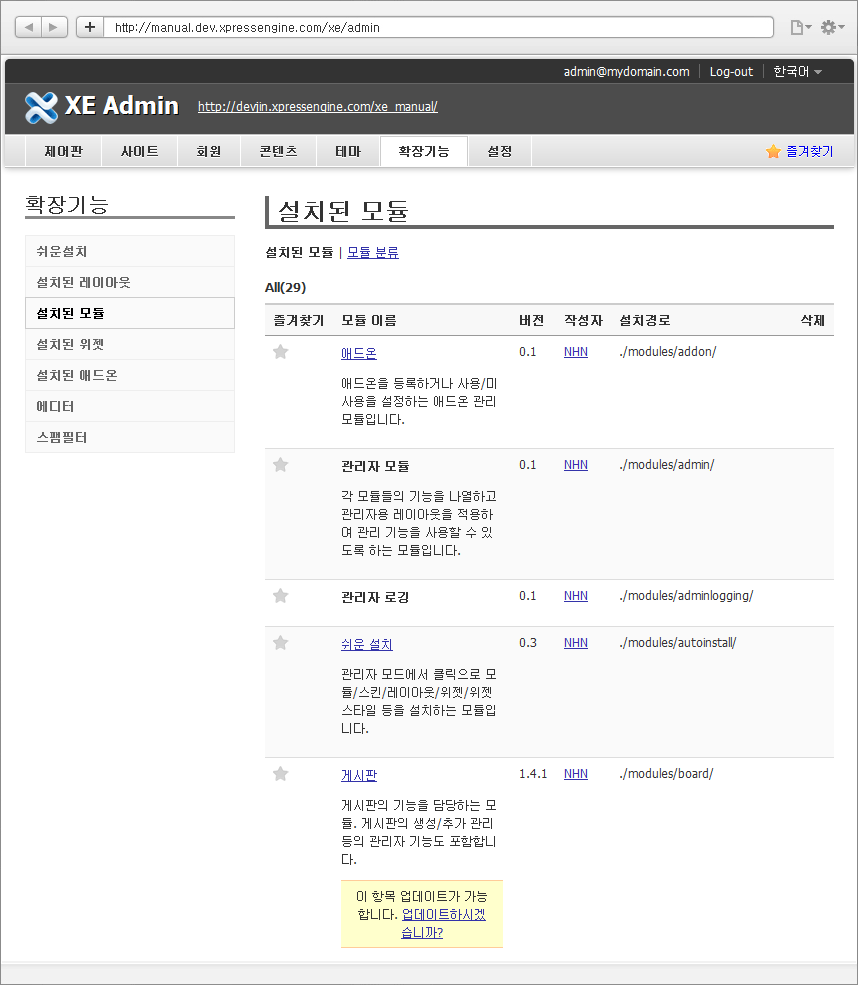 http://manual.dev.xpressengine.com/xe/admin
admin@mydomain.com Log-out 한국어
XE Admin http://devjin.xpressengine.com/xe_manual/
제어판 사이트 회원 콘텐츠 테마 확장기능 설정 즐겨찾기
확장기능
쉬운설치
설치된 레이아웃
설치된 모듈
설치된 위젯
설치된 애드온
에디터
스팸필터
설치된 모듈
설치된 모듈 | 모듈 분류
All(29)
즐겨찾기 모듈 이름 버전 작성자 설치경로 삭제
애드온 0.1 NHN ./modules/addon/
애드온을 등록하거나 사용/미
사용을 설정하는 애드온 관리
모듈입니다.
관리자 모듈 0.1 NHN ./modules/admin/
각 모듈들의 기능을 나열하고
관리자용 레이아웃을 적용하
여 관리 기능을 사용할 수 있
도록 하는 모듈입니다.
관리자 로깅 0.1 NHN ./modules/adminlogging/
쉬운 설치 0.3 NHN ./modules/autoinstall/
관리자 모드에서 클릭으로 모
듈/스킨/레이아웃/위젯/위젯
스타일 등을 설치하는 모듈입
니다.
게시판 1.4.1 NHN ./modules/board/
게시판의 기능을 담당하는 모
듈. 게시판의 생성/추가 관리
등의 관리자 기능도 포함합니
다.
이 항목 업데이트가 가능
합니다. 업데이트하시겠
습니까?